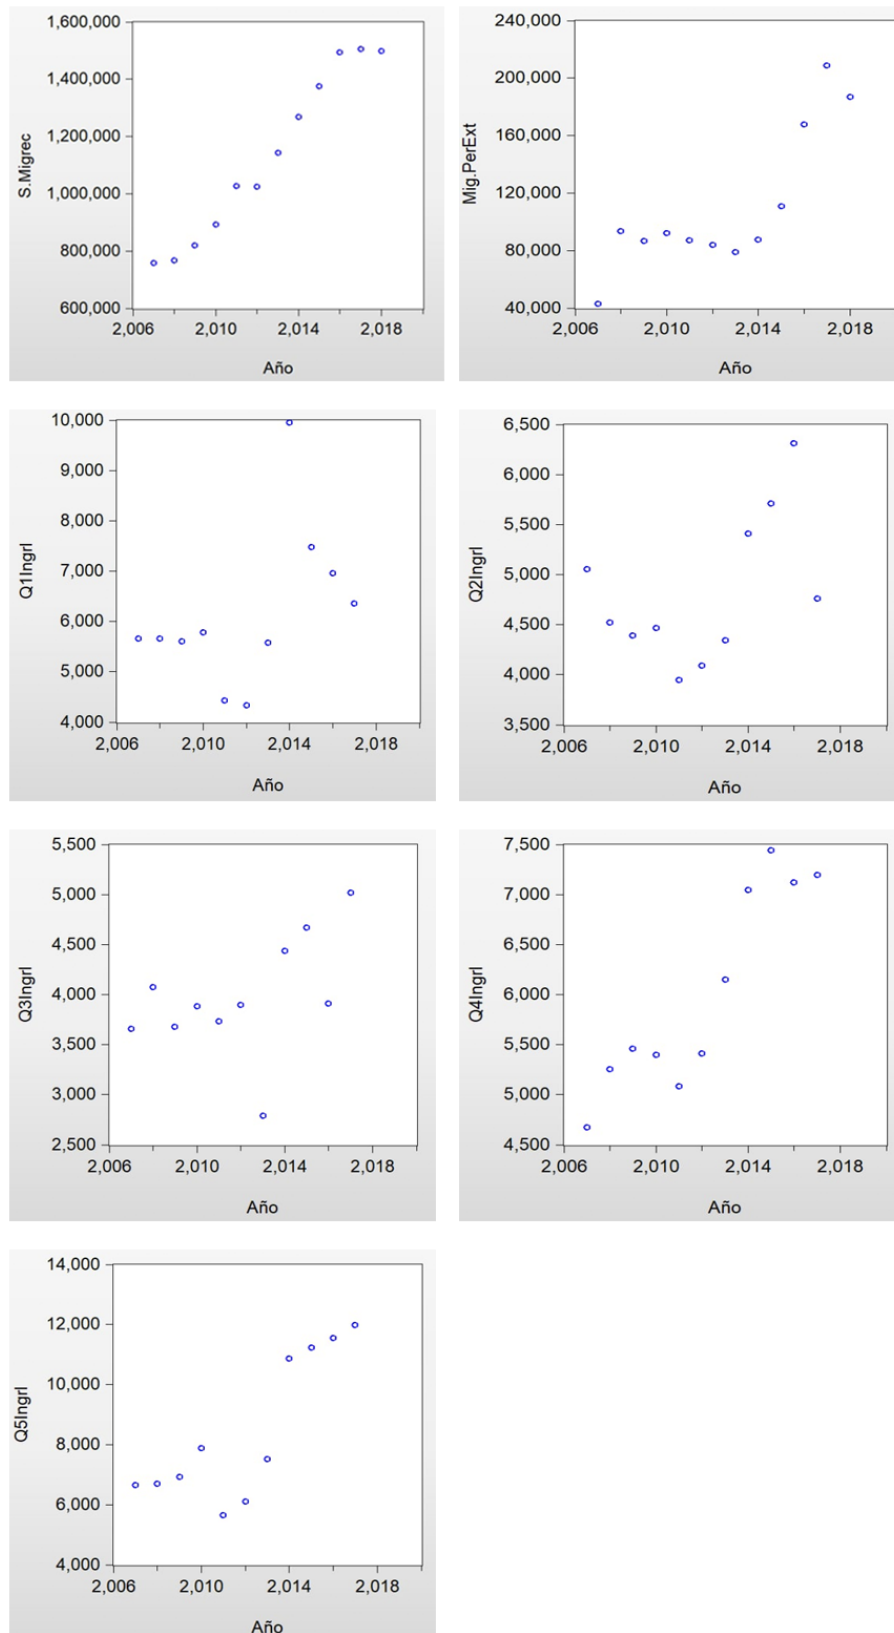 1,600,000
1,400,000
1,200,000
1,000,000
800,000
600,000
S.Migrec
2,006 2,010 2,014 2,018
Año
240,000
200,000
160,000
120,000
80,000
40,000
Mig.PerExt
2,006 2,010 2,014 2,018
Año
10,000
9,000
8,000
7,000
6,000
5,000
4,000
Q1Ingrl
2,006 2,010 2,014 2,018
Año
6,500
6,000
5,500
5,000
4,500
4,000
3,500
Q2Ingrl
2,006 2,010 2,014 2,018
Año
5,500
5,000
4,500
4,000
3,500
3,000
2,500
Q3Ingrl
2,006 2,010 2,014 2,018
Año
7,500
7,000
6,500
6,000
5,500
5,000
4,500
Q4Ingrl
2,006 2,010 2,014 2,018
Año
14,000
12,000
10,000
8,000
6,000
4,000
Q5Ingrl
2,006 2,010 2,014 2,018
Año